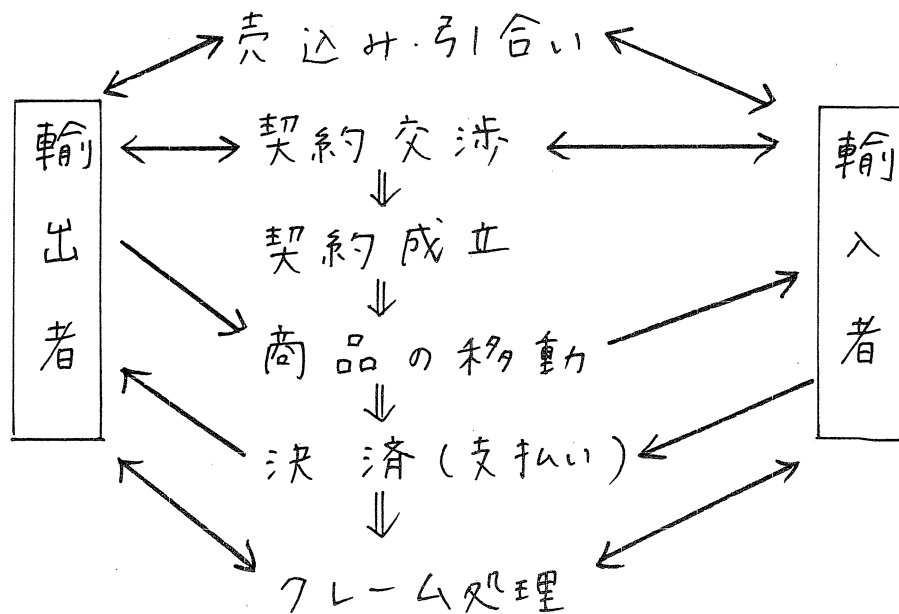 売込み・引合い
輸出者
契約交渉
輸入者
契約成立
商品の移動
決済(支払い)
クレーム処理